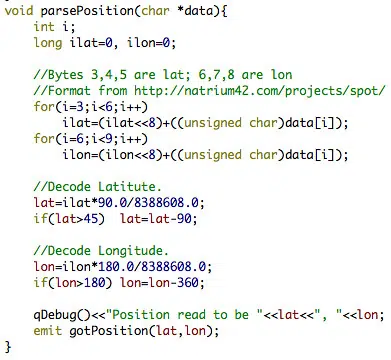 void parsePosition(char *data){
    int i;
    long ilat=0, ilon=0;

    //Bytes 3,4,5 are lat; 6,7,8 are lon
    //Format from http://natrium42.com/projects/spot/
    for(i=3;i<6;i++)
        ilat=(ilat<<8)+((unsigned char)data[i]);
    for(i=6;i<9;i++)
        ilon=(ilon<<8)+((unsigned char)data[i]);

    //Decode Latitute.
    lat=ilat*90.0/8388608.0;
    if(lat>45)  lat=lat-90;

    //Decode Longitude.
    lon=ilon*180.0/8388608.0;
    if(lon>180) lon=lon-360;

    qDebug()<<"Position read to be "<<lat<<", "<<lon;
    emit gotPosition(lat,lon);
}